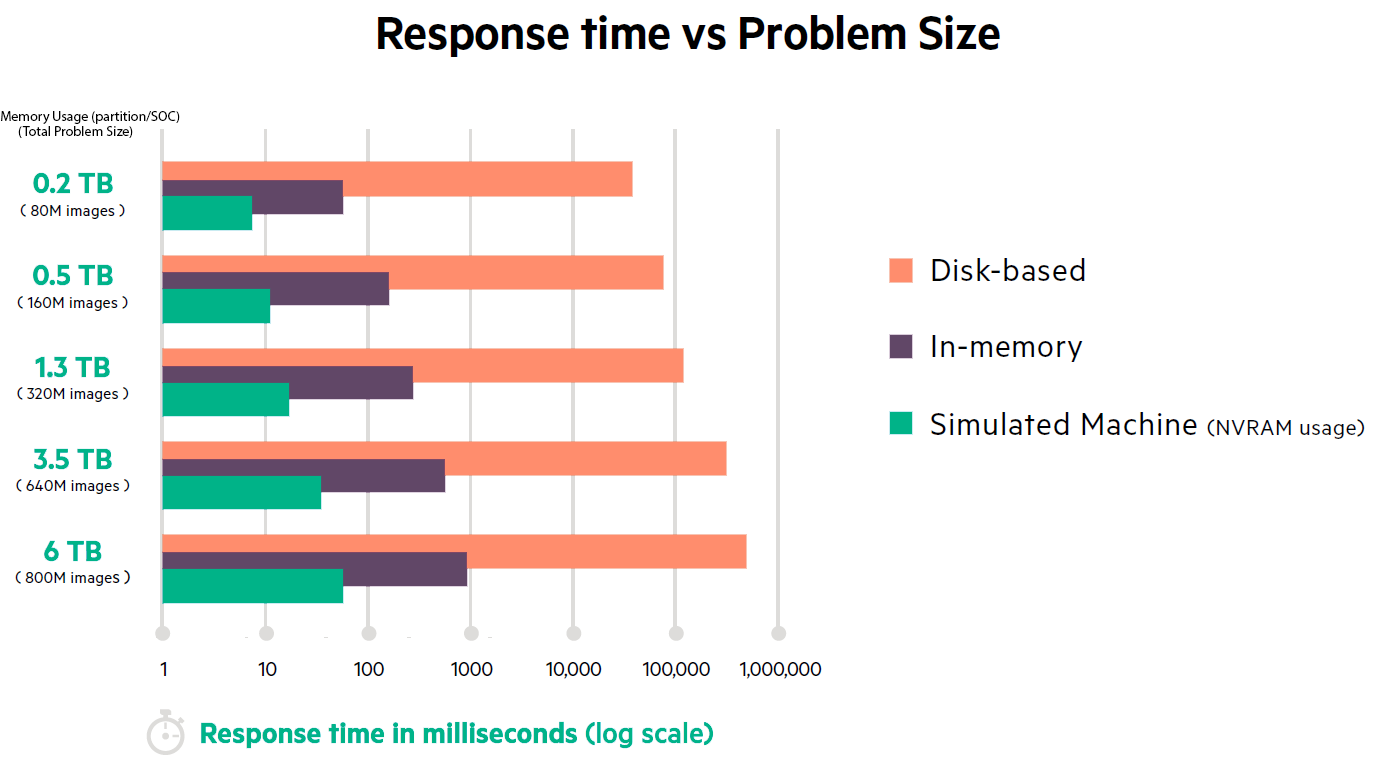 Response time vs Problem Size
Memory Usage (partition/SOC)
(Total Problem Size)
0.2 TB
( 80M images )
0.5 TB
( 160M images )
1.3 TB
( 320M images )
3.5 TB
( 640M images )
6 TB
( 800M images )
Disk-based
In-memory
Simulated Machine (NVRAM usage)
1 10 100 1000 10,000 100,000 1,000,000
Response time in milliseconds (log scale)